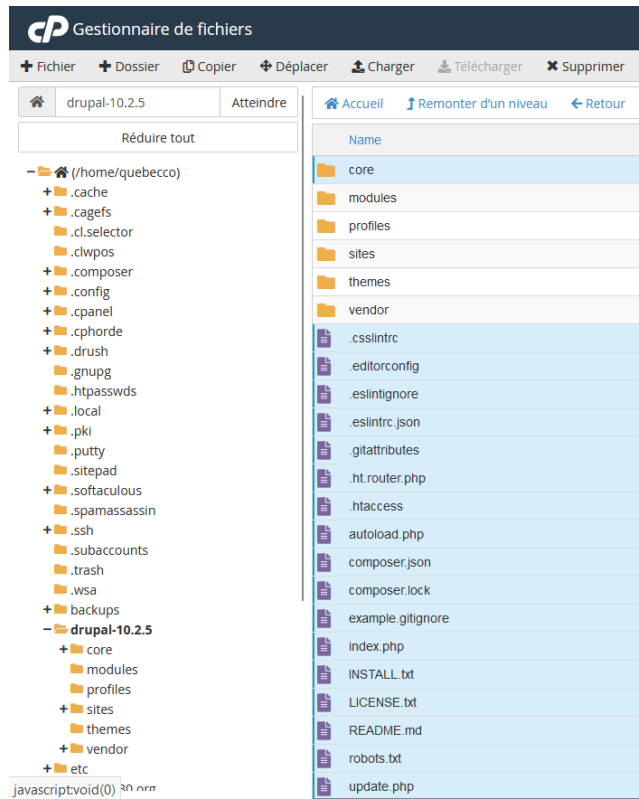 cP Gestionnaire de fichiers
Fichier Dossier Copier Déplacer Charger Télécharger Supprimer
drupal-10.2.5 Atteindre
Réduire tout
(/home/quebecco)
.cache
.cagefs
.cl.selector
.clwpos
.composer
.config
.cpanel
.cphorde
.drush
.gnupg
.htpasswds
.local
.pki
.putty
.sitepad
.softaculous
.spamassassin
.ssh
.subaccounts
.trash
.wsa
backups
drupal-10.2.5
core
modules
profiles
sites
themes
vendor
etc
javascript:void(0)
Accueil Remonter d'un niveau Retour
Name
core
modules
profiles
sites
themes
vendor
.csslintrc
.editorconfig
.eslintignore
.eslintrc.json
.gitattributes
.ht.router.php
.htaccess
autoload.php
composer.json
composer.lock
example.gitignore
index.php
INSTALL.txt
LICENSE.txt
README.md
robots.txt
update.php